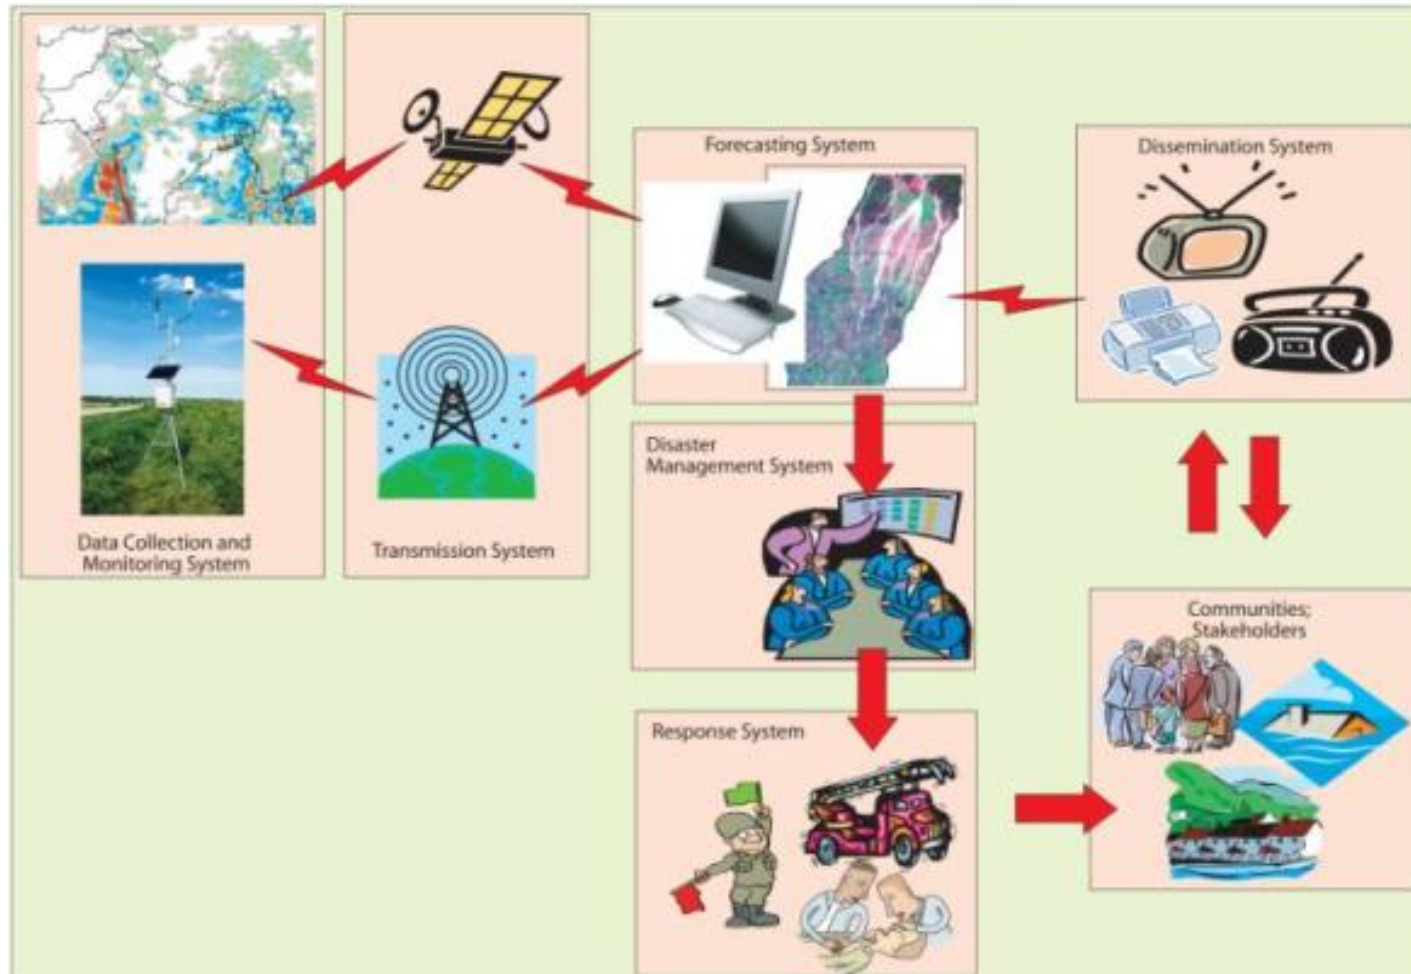 Forecasting System
Dissemination System
Disaster
Management System
Data Collection and
Monitoring System
Transmission System
Communities;
Stakeholders
Response System